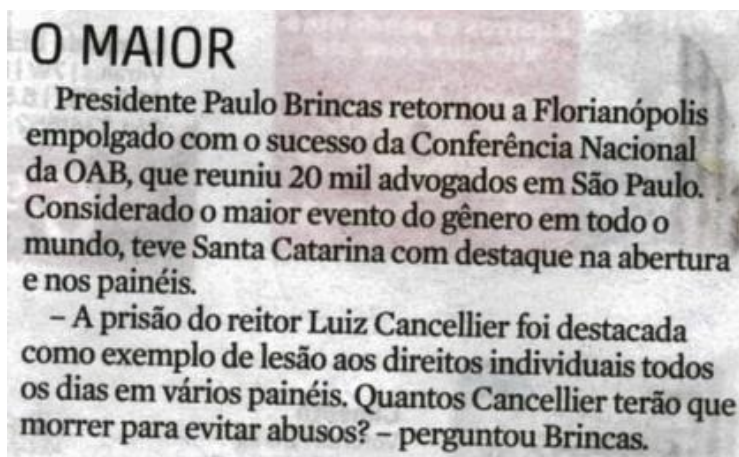 O MAIOR
Presidente Paulo Brincas retornou a Florianópolis
empolgado com o sucesso da Conferência Nacional
da OAB, que reuniu 20 mil advogados em São Paulo.
Considerado o maior evento do gênero em todo o
mundo, teve Santa Catarina com destaque na abertura
e nos painéis.
– A prisão do reitor Luiz Cancellier foi destacada
como exemplo de lesão aos direitos individuais todos
os dias em vários painéis. Quantos Cancellier terão que
morrer para evitar abusos? – perguntou Brincas.